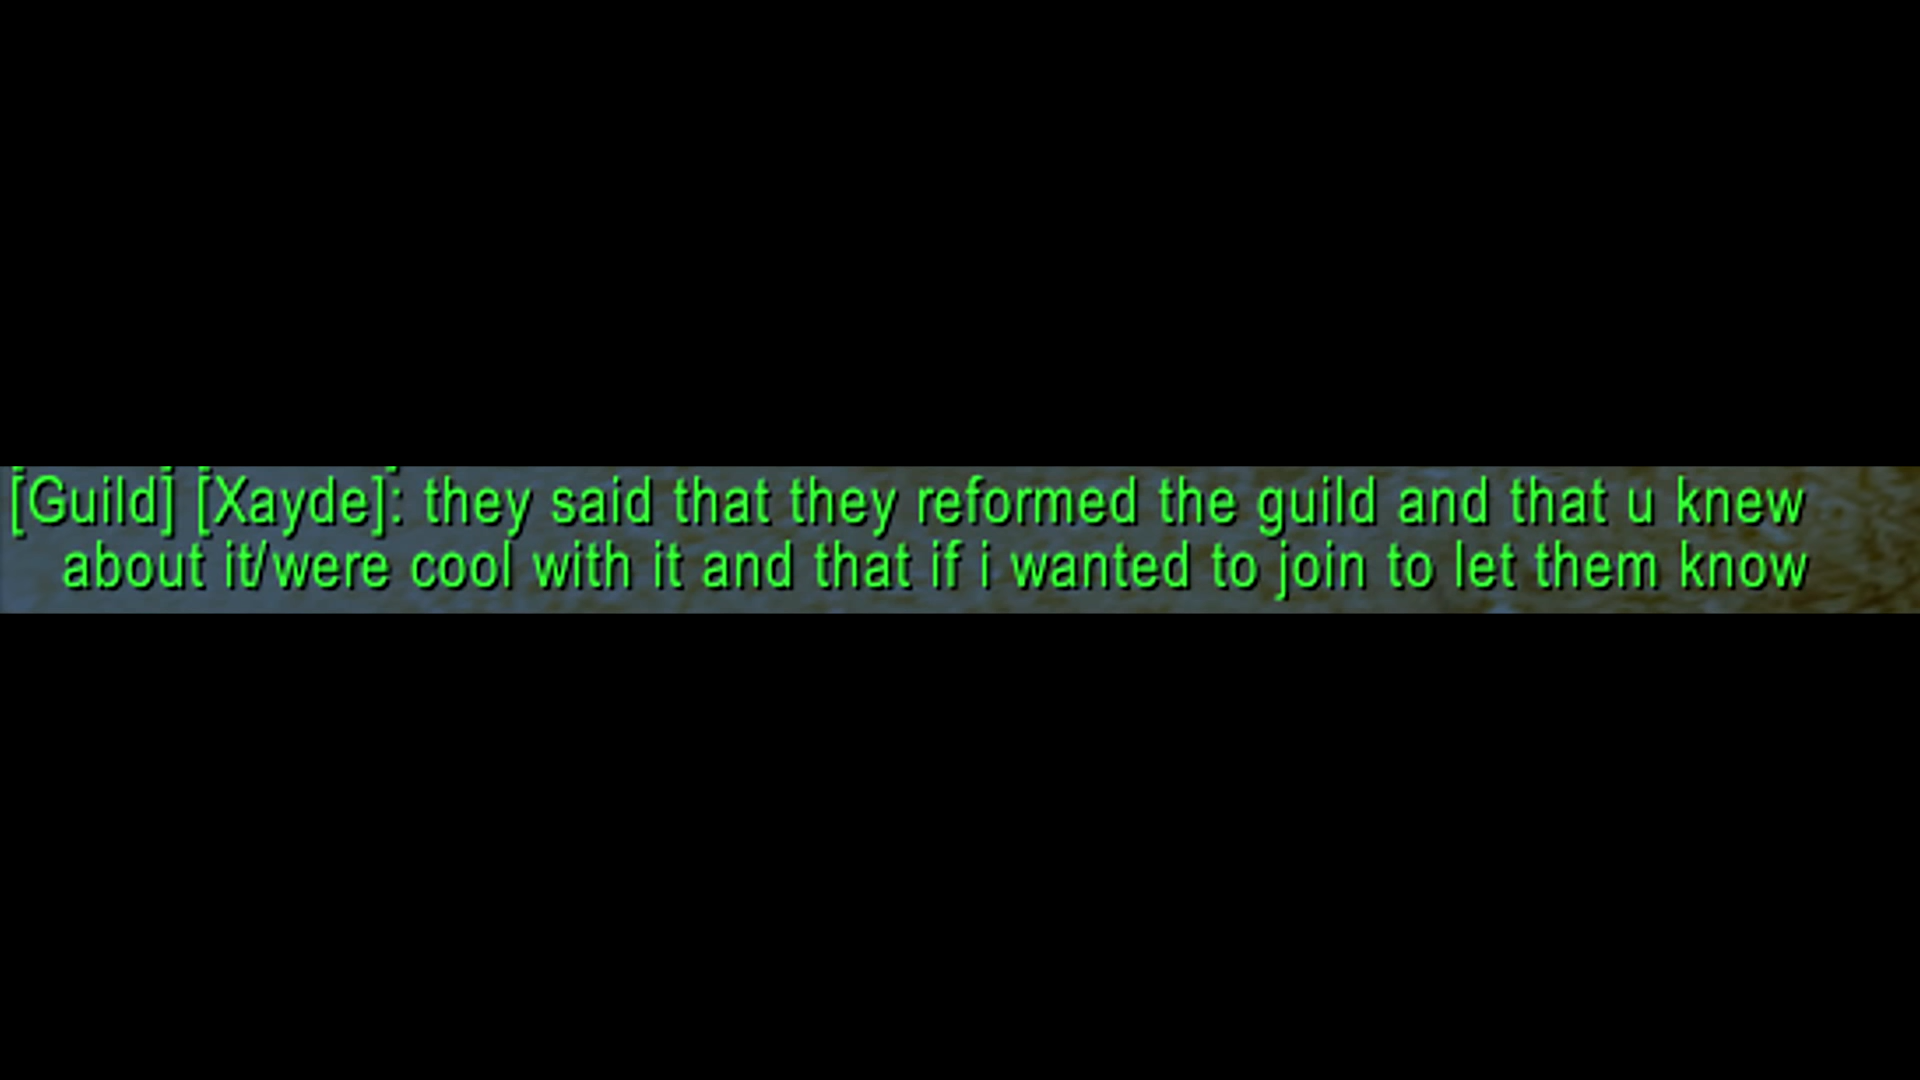 [Guild] [Xayde]: they said that they reformed the guild and that u knew
about it/were cool with it and that if i wanted to join to let them know